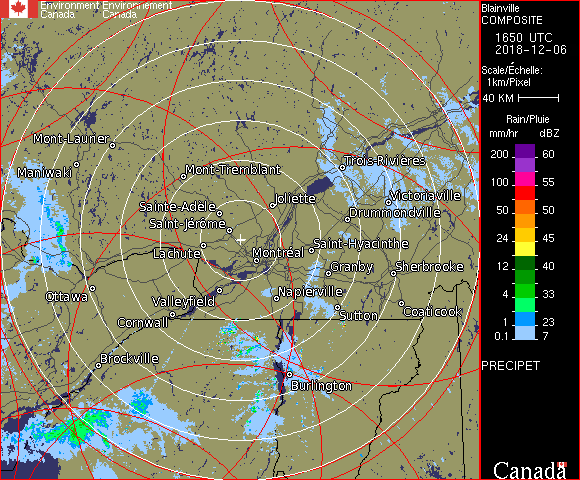 Environment Environnement
Canada Canada
Mont-Laurier
Maniwaki
Mont-Tremblant
Trois-Rivières
Sainte-Adèle
Joliette
Victoriaville
Saint-Jérôme
Drummondville
Lachute
Montréal
Saint-Hyacinthe
Granby
Sherbrooke
Ottawa
Valleyfield
Napierville
Cornwall
Sutton
Coaticook
Brockville
Burlington
Blainville
COMPOSITE
1650 UTC
2018-12-06
Scale/Échelle:
1km/Pixel
40 KM
Rain/Pluie
mm/hr dBZ
200 60
150 57
100 55
50 50
24 45
12 40
4 33
1 23
0.1 7
PRECIPET
Canada